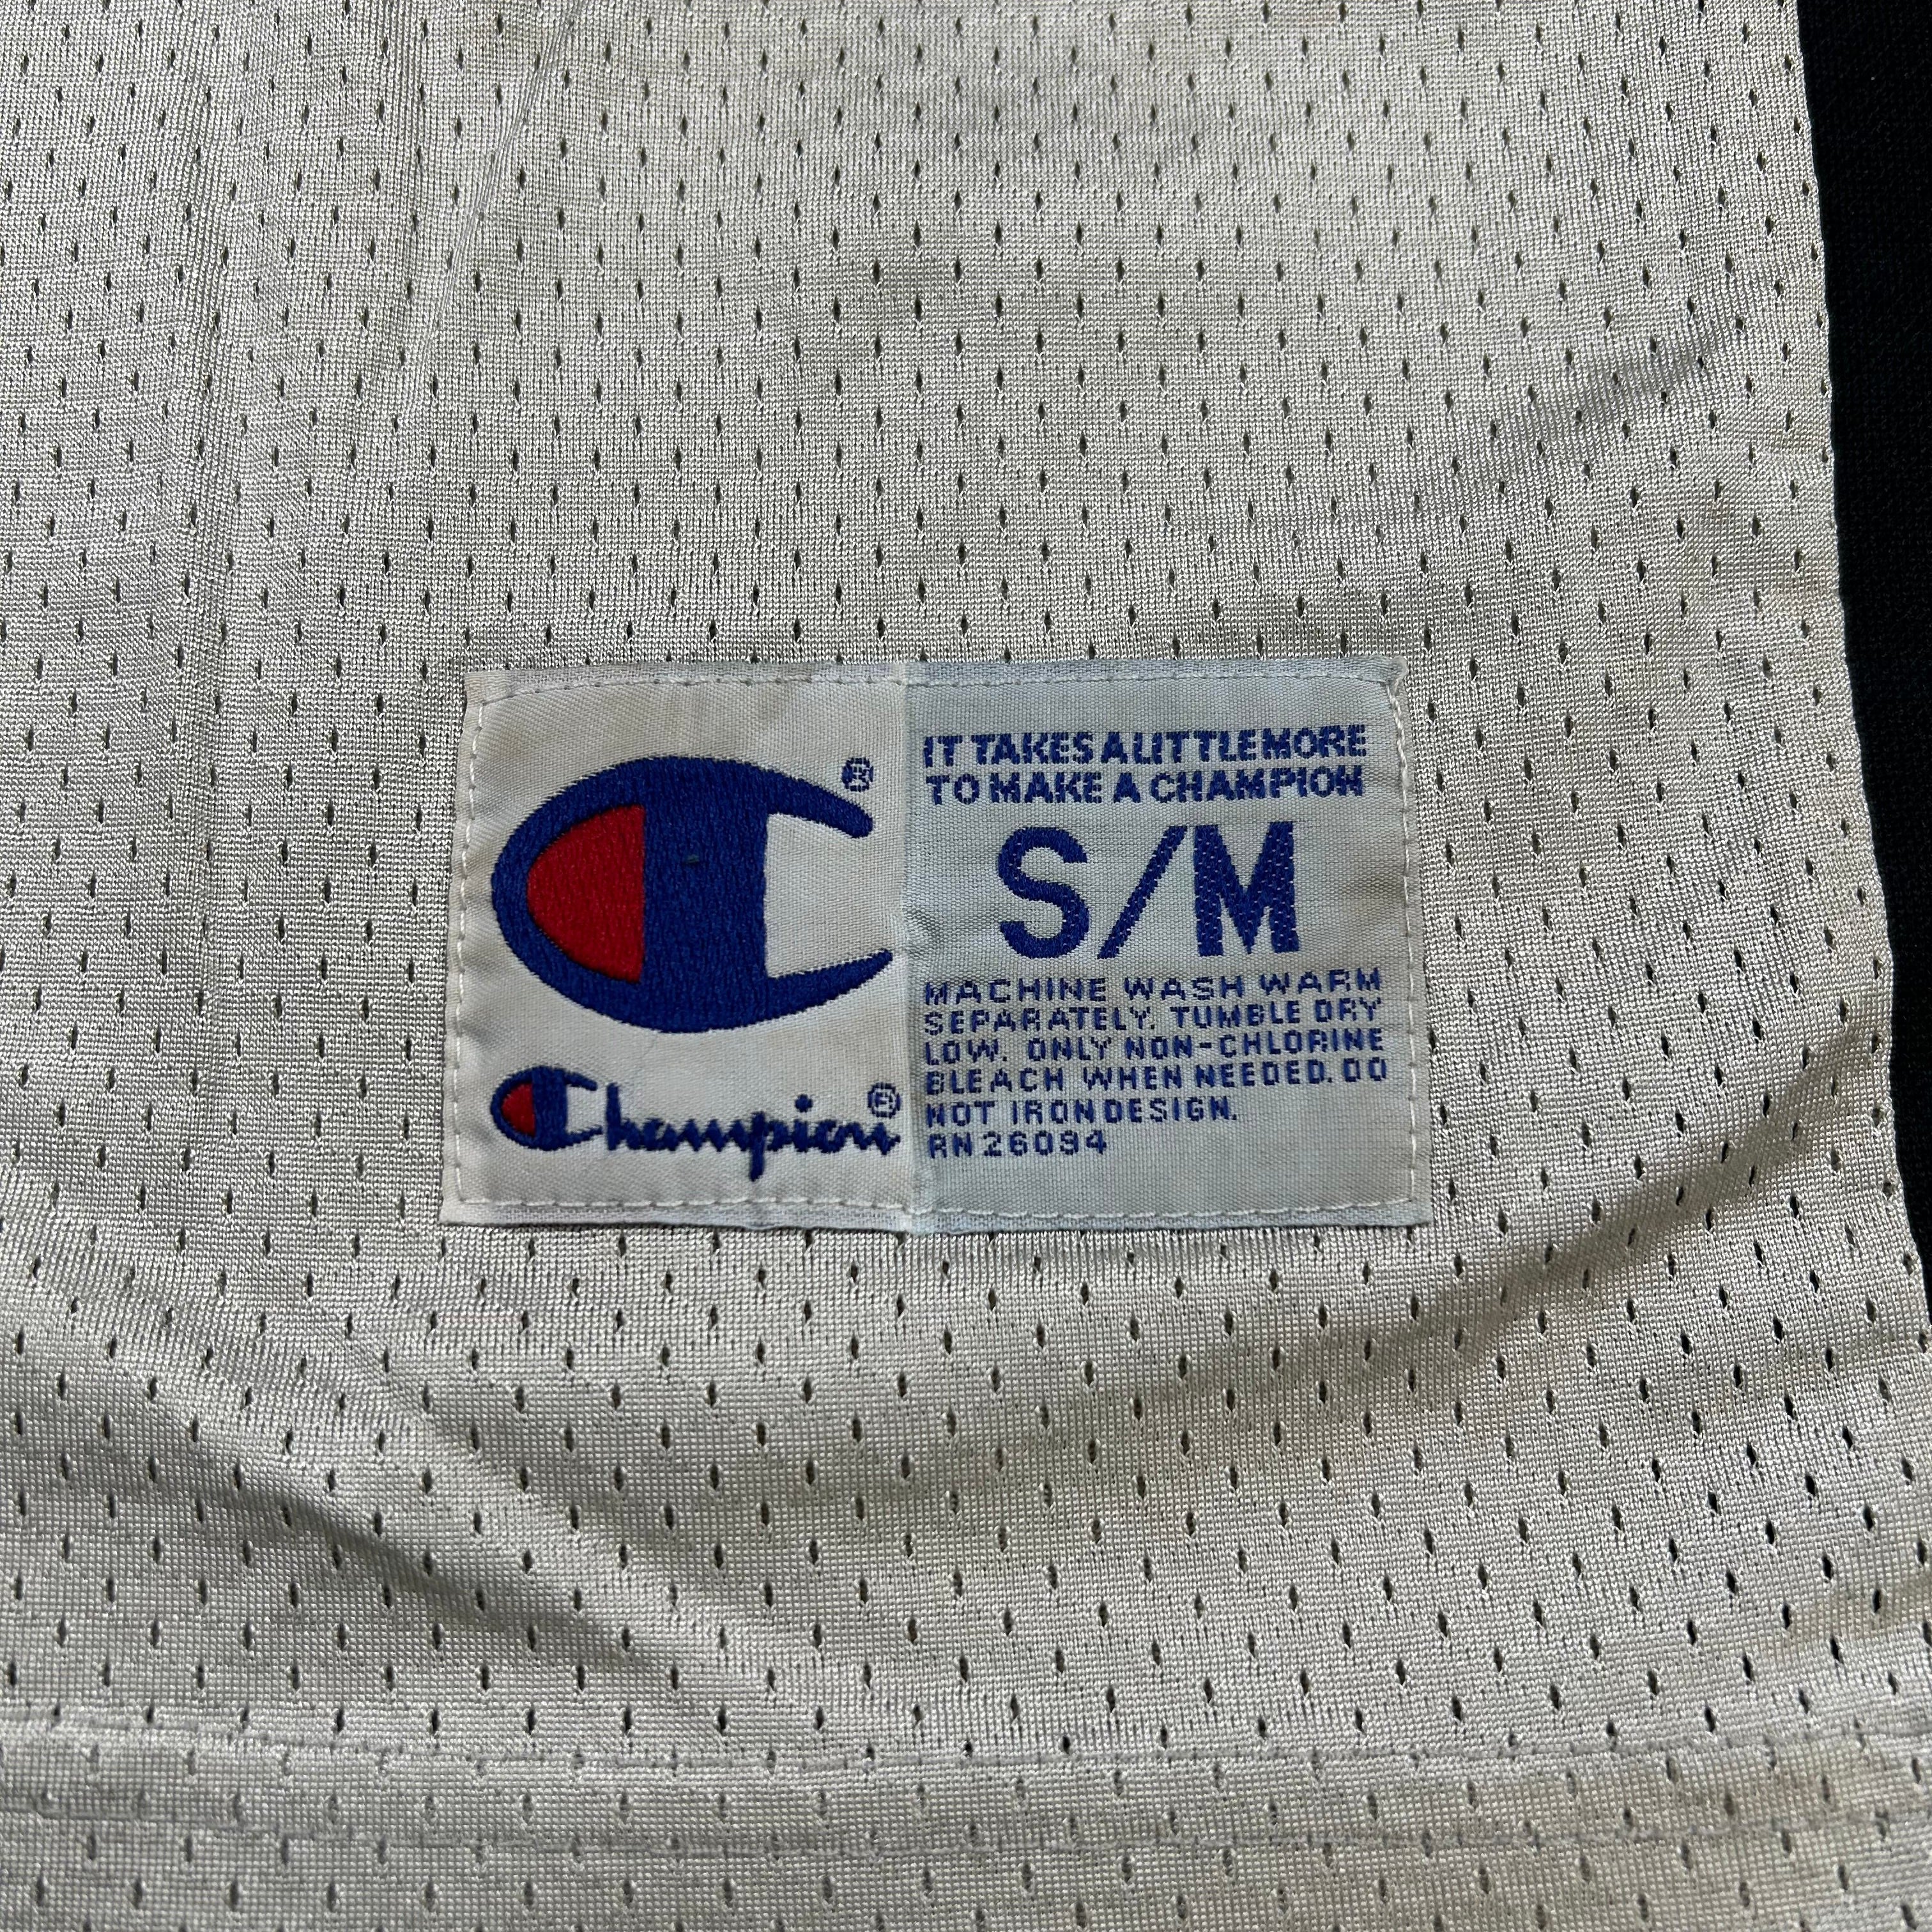 IT TAKES A LITTLE MORE
TO MAKE A CHAMPION
S/M
MACHINE WASH WARM
SEPARATELY. TUMBLE DRY
LOW. ONLY NON-CHLORINE
BLEACH WHEN NEEDED. DO
NOT IRON DESIGN.
RN 26094
®
Champion®